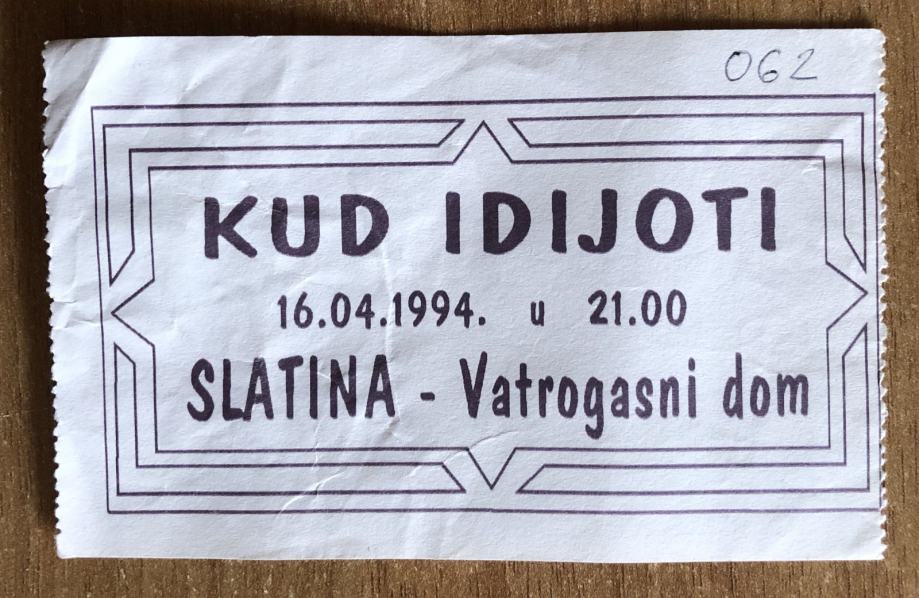 062
KUD IDIJOTI
16.04.1994. u 21.00
SLATINA - Vatrogasni dom